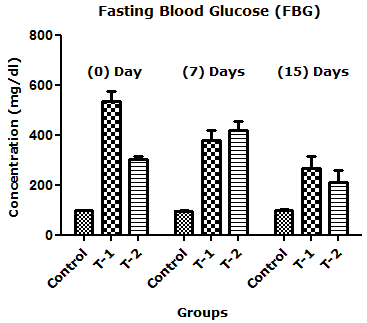 Fasting Blood Glucose (FBG)
Concentration (mg/dl)
800
600
400
200
0
(0) Day
(7) Days
(15) Days
Control
T-1
T-2
Control
T-1
T-2
Control
T-1
T-2
Groups